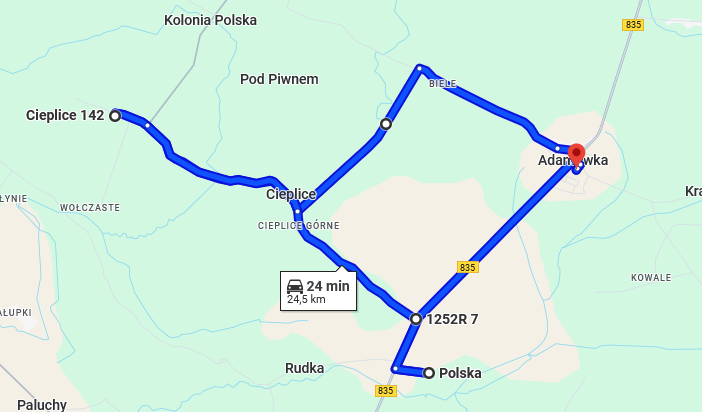 Kolonia Polska
835
Pod Piwnem
BIELE
Cieplice 142
Adamówka
Cieplice
ŁYNIE
WOŁCZASTE
CIEPLICE GÓRNE
Kra
835
KOWALE
24 min
24,5 km
AŁUPKI
1252R 7
Rudka
Polska
835
Paluchy